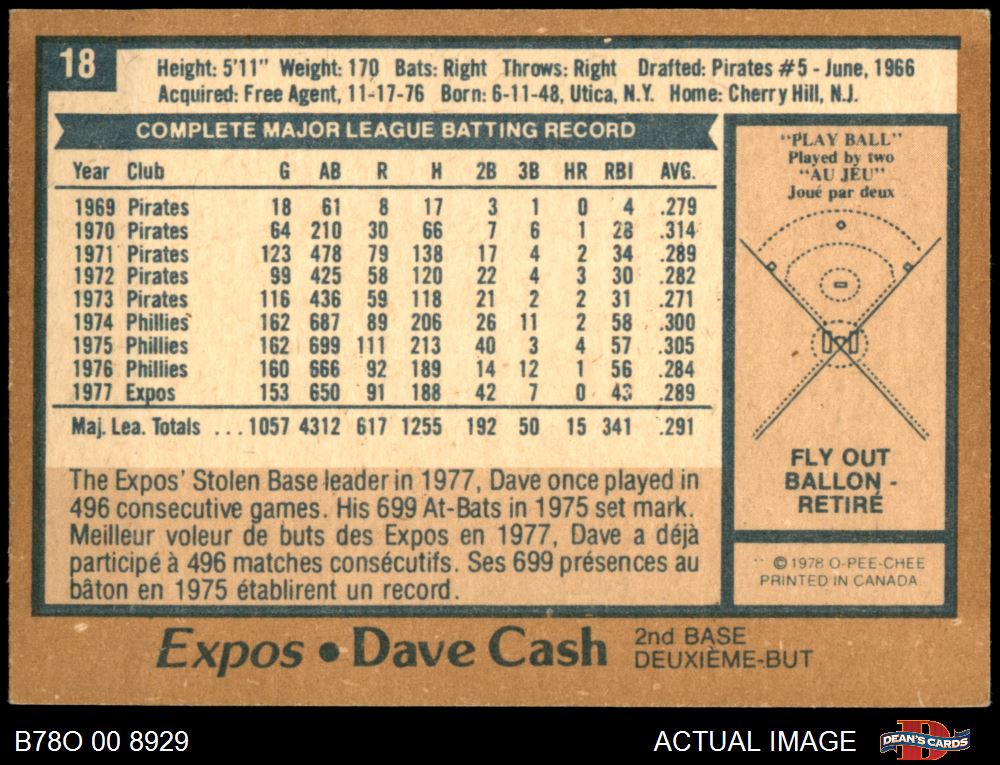 18
Height: 5'11" Weight: 170 Bats: Right Throws: Right Drafted: Pirates #5 - June, 1966
Acquired: Free Agent, 11-17-76 Born: 6-11-48, Utica, N.Y. Home: Cherry Hill, N.J.
COMPLETE MAJOR LEAGUE BATTING RECORD
Year Club G AB R H 2B 3B HR RBI AVG.
1969 Pirates 18 61 8 17 3 1 0 4 .279
1970 Pirates 64 210 30 66 7 6 1 28 .314
1971 Pirates 123 478 79 138 17 4 2 34 .289
1972 Pirates 99 425 58 120 22 4 3 30 .282
1973 Pirates 116 436 59 118 21 2 2 31 .271
1974 Phillies 162 687 89 206 26 11 2 58 .300
1975 Phillies 162 699 111 213 40 3 4 57 .305
1976 Phillies 160 666 92 189 14 12 1 56 .284
1977 Expos 153 650 91 188 42 7 0 43 .289
Maj. Lea. Totals ... 1057 4312 617 1255 192 50 15 341 .291
The Expos' Stolen Base leader in 1977, Dave once played in
496 consecutive games. His 699 At-Bats in 1975 set mark.
Meilleur voleur de buts des Expos en 1977, Dave a déjà
participé à 496 matches consécutifs. Ses 699 présences au
bâton en 1975 établirent un record.
"PLAY BALL"
Played by two
"AU JEU"
Joué par deux
FLY OUT
BALLON -
RETIRÉ
© 1978 O-PEE-CHEE
PRINTED IN CANADA
Expos • Dave Cash
2nd BASE
DEUXIÈME-BUT
B78O 00 8929
ACTUAL IMAGE
DEAN'S CARDS